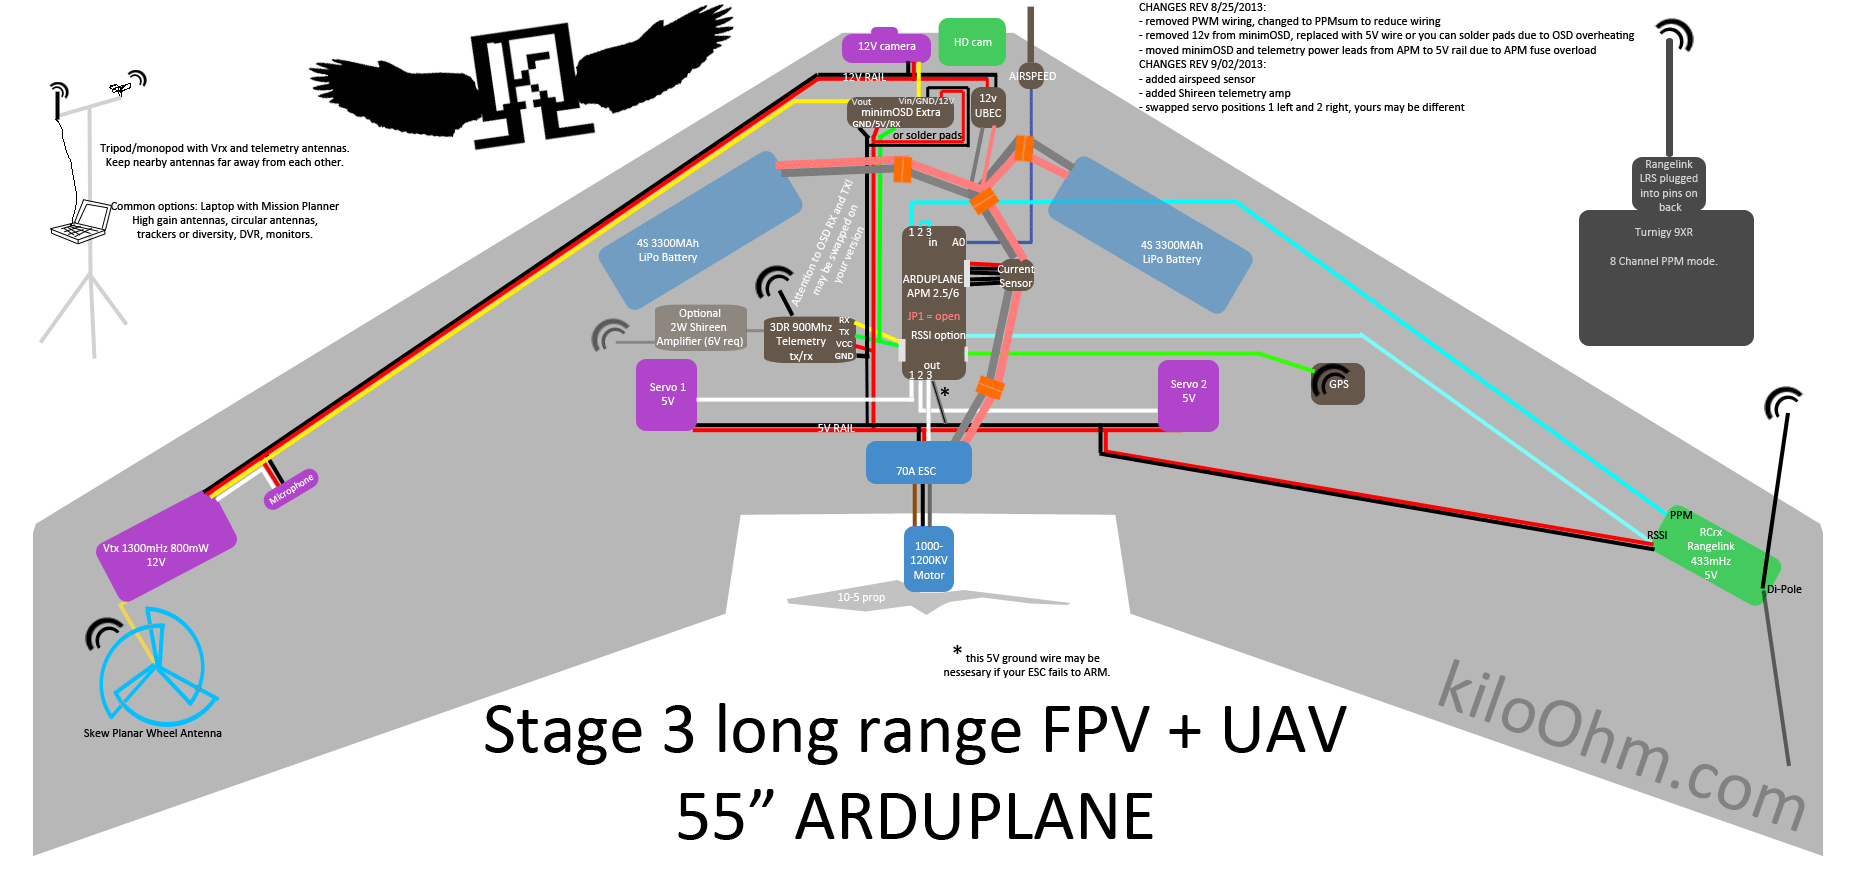 CHANGES REV 8/25/2013:
- removed PWM wiring, changed to PPMsum to reduce wiring
- removed 12v from minimOSD, replaced with 5V wire or you can solder pads due to OSD overheating
- moved minimOSD and telemetry power leads from APM to 5V rail due to APM fuse overload
CHANGES REV 9/02/2013:
- added airspeed sensor
- added Shireen telemetry amp
- swapped servo positions 1 left and 2 right, yours may be different
12V camera
HD cam
AIRSPEED
12V RAIL
Vout
Vin/GND/12V
minimOSD Extra
GND/5V/RX
or solder pads
12v
UBEC
Tripod/monopod with Vrx and telemetry antennas.
Keep nearby antennas far away from each other.
Common options: Laptop with Mission Planner
High gain antennas, circular antennas,
trackers or diversity, DVR, monitors.
Rangelink
LRS plugged
into pins on
back
Turnigy 9XR
8 Channel PPM mode.
4S 3300MAh
LiPo Battery
Attention to OSD RX and TX!
may be swapped on
your version
4S 3300MAh
LiPo Battery
1 2 3
in
A0
ARDUPLANE
APM 2.5/6
JP1 = open
RSSI option
out
1 2 3
Current
Sensor
Optional
2W Shireen
Amplifier (6V req)
3DR 900Mhz
Telemetry
tx/rx
RX
TX
VCC
GND
Servo 1
5V
Servo 2
5V
GPS
*
5V RAIL
70A ESC
Microphone
Vtx 1300mHz 800mW
12V
1000-
1200KV
Motor
10-5 prop
PPM
RSSI
RCrx
Rangelink
433mHz
5V
Di-Pole
Skew Planar Wheel Antenna
* this 5V ground wire may be
nessesary if your ESC fails to ARM.
Stage 3 long range FPV + UAV
55” ARDUPLANE
kiloOhm.com